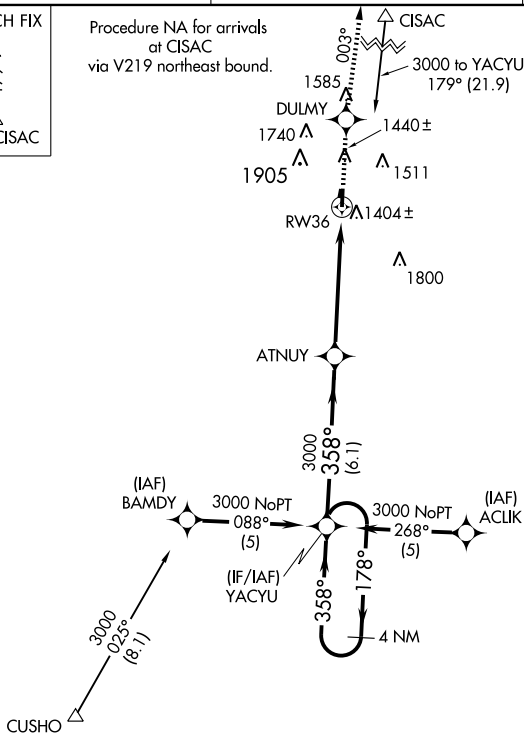 CH FIX
CISAC
Procedure NA for arrivals
at CISAC
via V219 northeast bound.
003°
CISAC
3000 to YACYU
179° (21.9)
1585
DULMY
1740
1440 ±
1905
1511
RW36
1404 ±
1800
ATNUY
3000
358°
(6.1)
(IAF)
BAMDY
3000 NoPT
088°
(5)
3000 NoPT
268°
(5)
(IAF)
ACLIK
(IF/IAF)
YACYU
358°
178°
4 NM
3000
025°
(8.1)
CUSHO